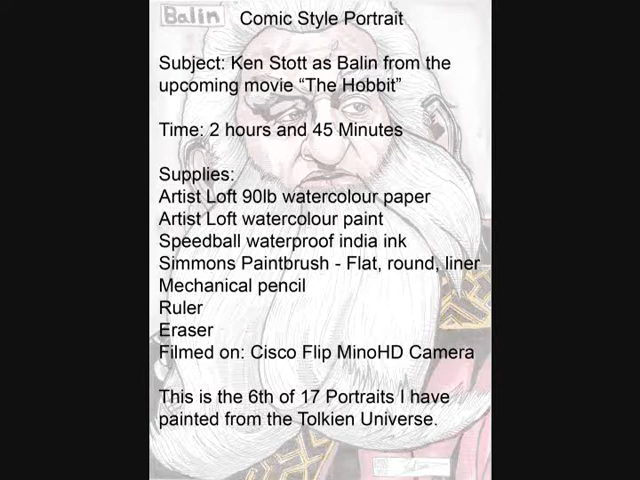 Balin
Comic Style Portrait
Subject: Ken Stott as Balin from the
upcoming movie “The Hobbit”
Time: 2 hours and 45 Minutes
Supplies:
Artist Loft 90lb watercolour paper
Artist Loft watercolour paint
Speedball waterproof india ink
Simmons Paintbrush - Flat, round, liner
Mechanical pencil
Ruler
Eraser
Filmed on: Cisco Flip MinoHD Camera
This is the 6th of 17 Portraits I have
painted from the Tolkien Universe.